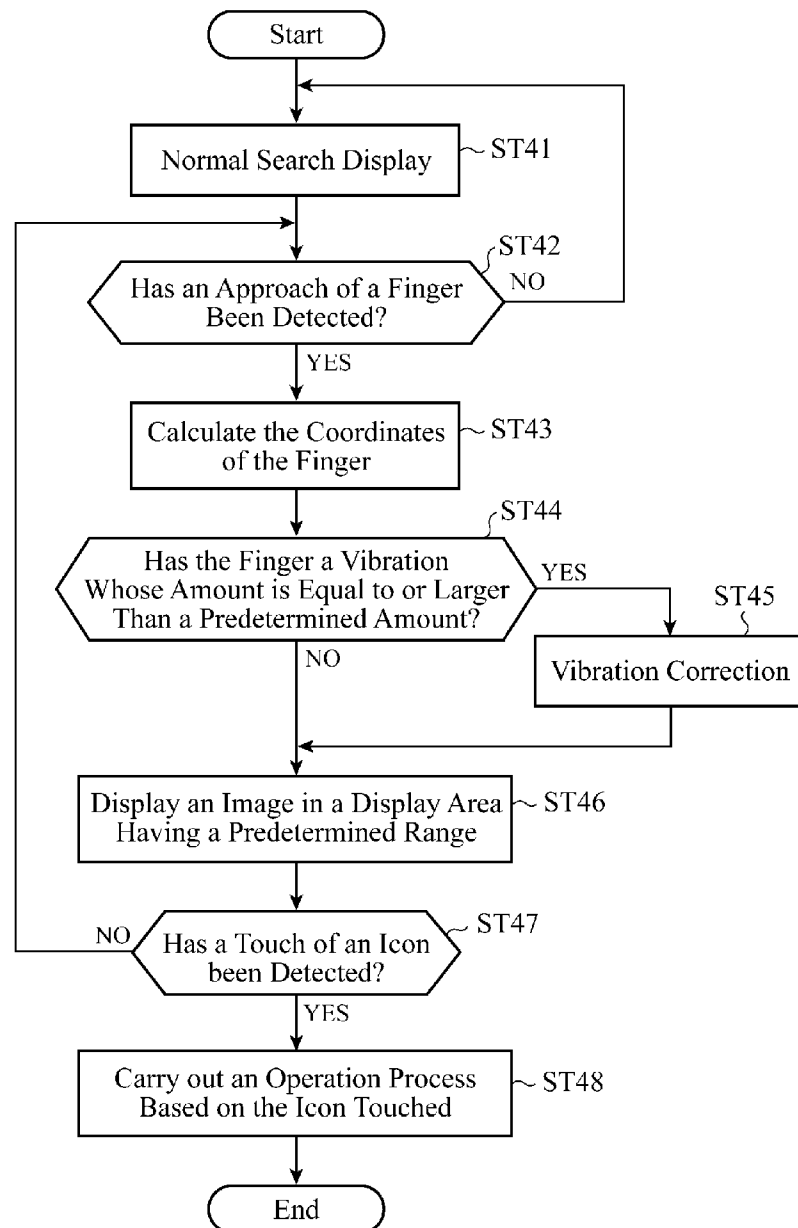 Start
Normal Search Display
ST41
ST42
Has an Approach of a Finger
Been Detected?
NO
YES
Calculate the Coordinates
of the Finger
ST43
ST44
Has the Finger a Vibration
Whose Amount is Equal to or Larger
Than a Predetermined Amount?
YES
NO
ST45
Vibration Correction
Display an Image in a Display Area
Having a Predetermined Range
ST46
NO
ST47
Has a Touch of an Icon
been Detected?
YES
Carry out an Operation Process
Based on the Icon Touched
ST48
End